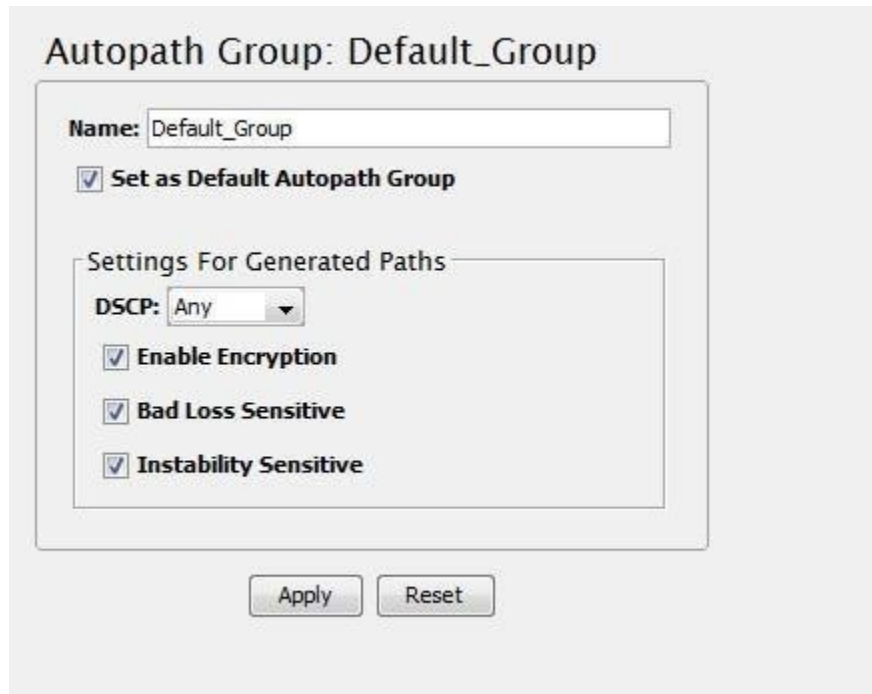 Autopath Group: Default_Group
Name: Default_Group
Set as Default Autopath Group
Settings For Generated Paths
DSCP: Any
Enable Encryption
Bad Loss Sensitive
Instability Sensitive
Apply Reset